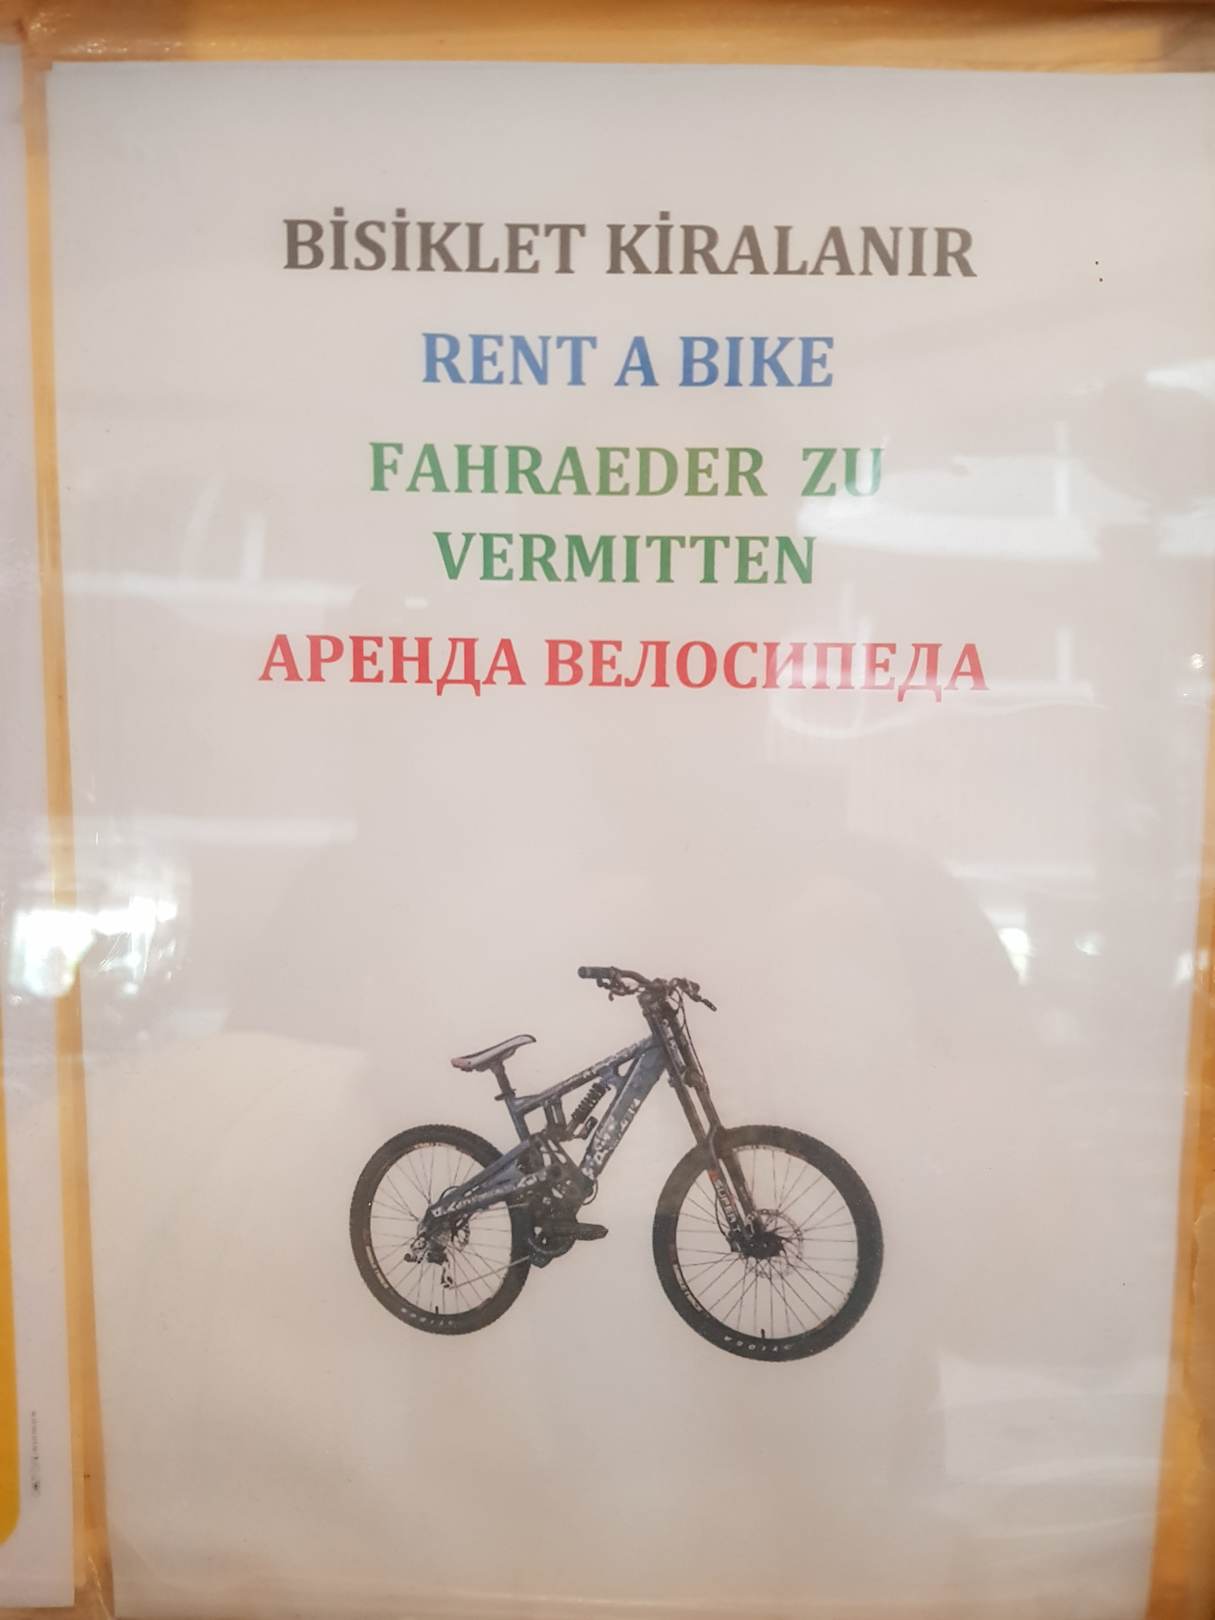 BİSİKLET KİRALANIR
RENT A BIKE
FAHRAEDER ZU
VERMITTEN
АРЕНДА ВЕЛОСИПЕДА